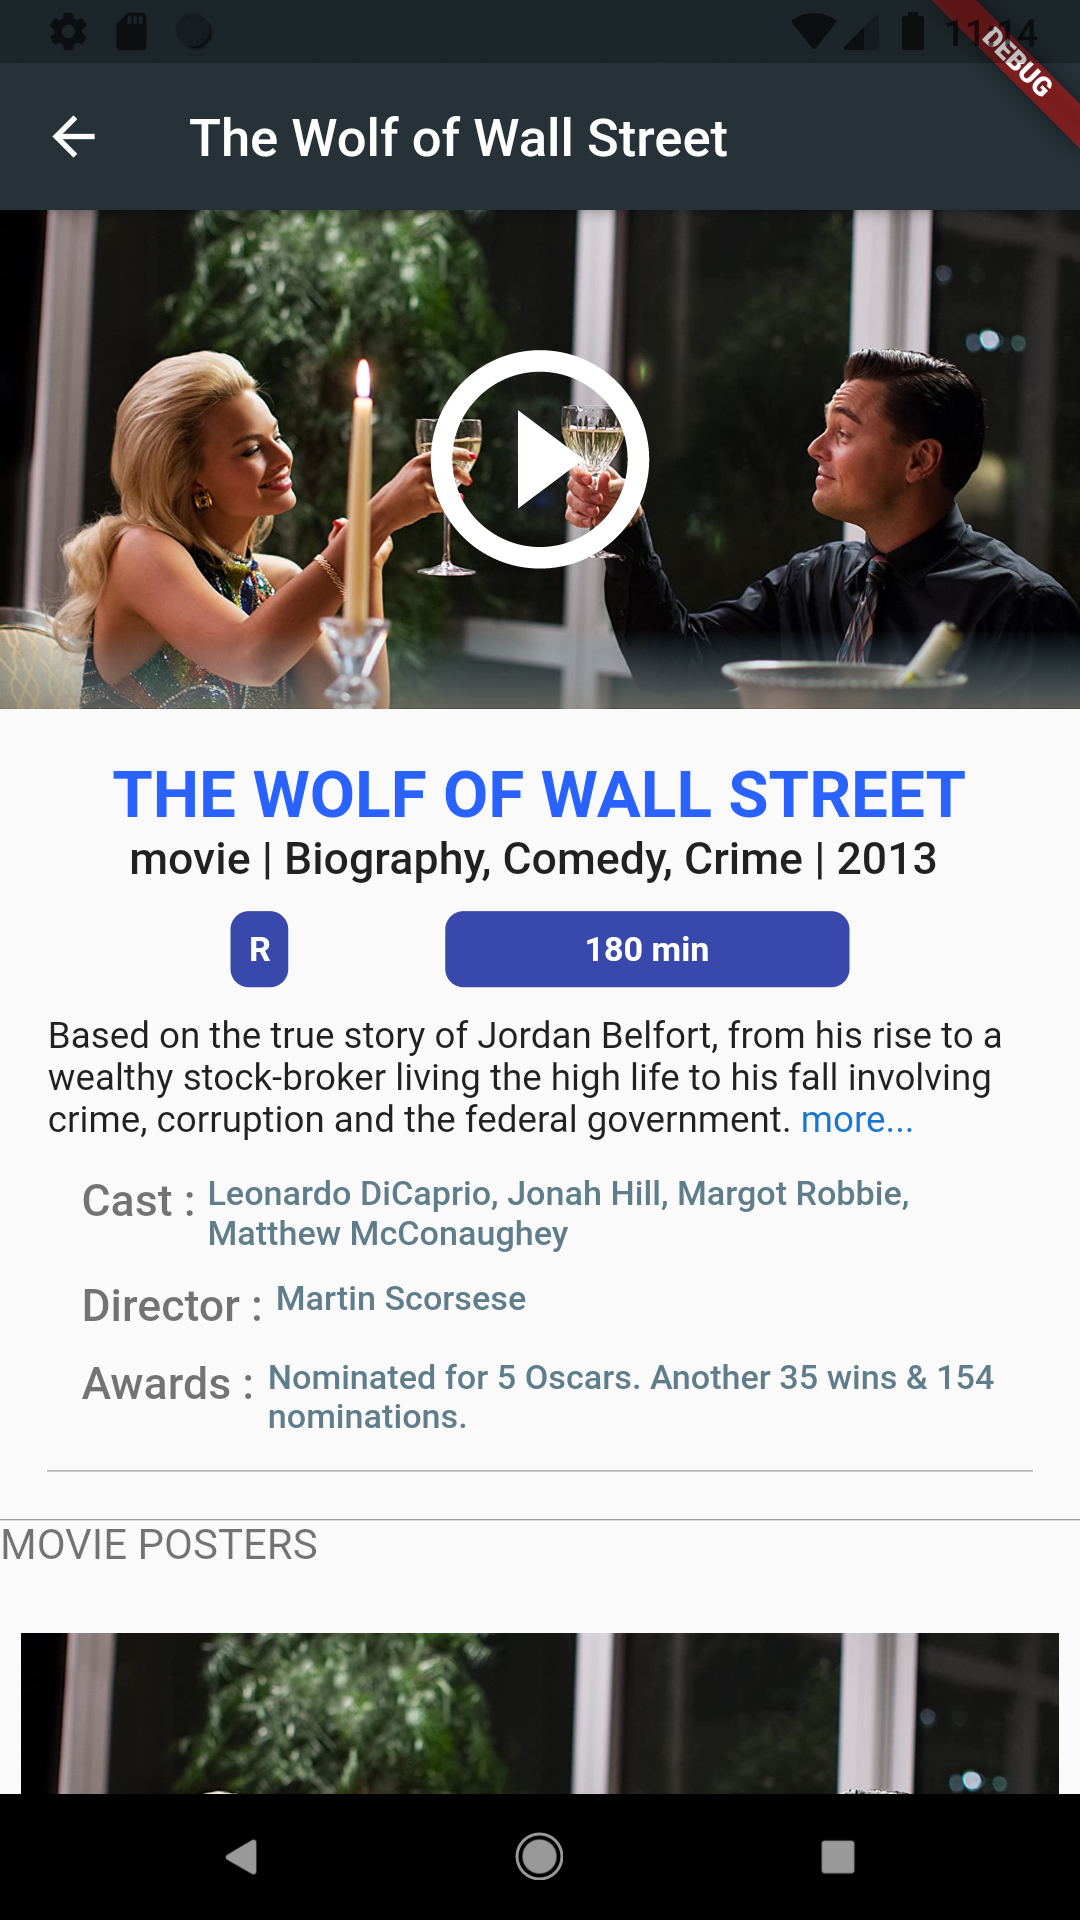 11:14
DEBUG
The Wolf of Wall Street
THE WOLF OF WALL STREET
movie | Biography, Comedy, Crime | 2013
R 180 min
Based on the true story of Jordan Belfort, from his rise to a
wealthy stock-broker living the high life to his fall involving
crime, corruption and the federal government. more...
Cast : Leonardo DiCaprio, Jonah Hill, Margot Robbie,
Matthew McConaughey
Director : Martin Scorsese
Awards : Nominated for 5 Oscars. Another 35 wins & 154
nominations.
MOVIE POSTERS